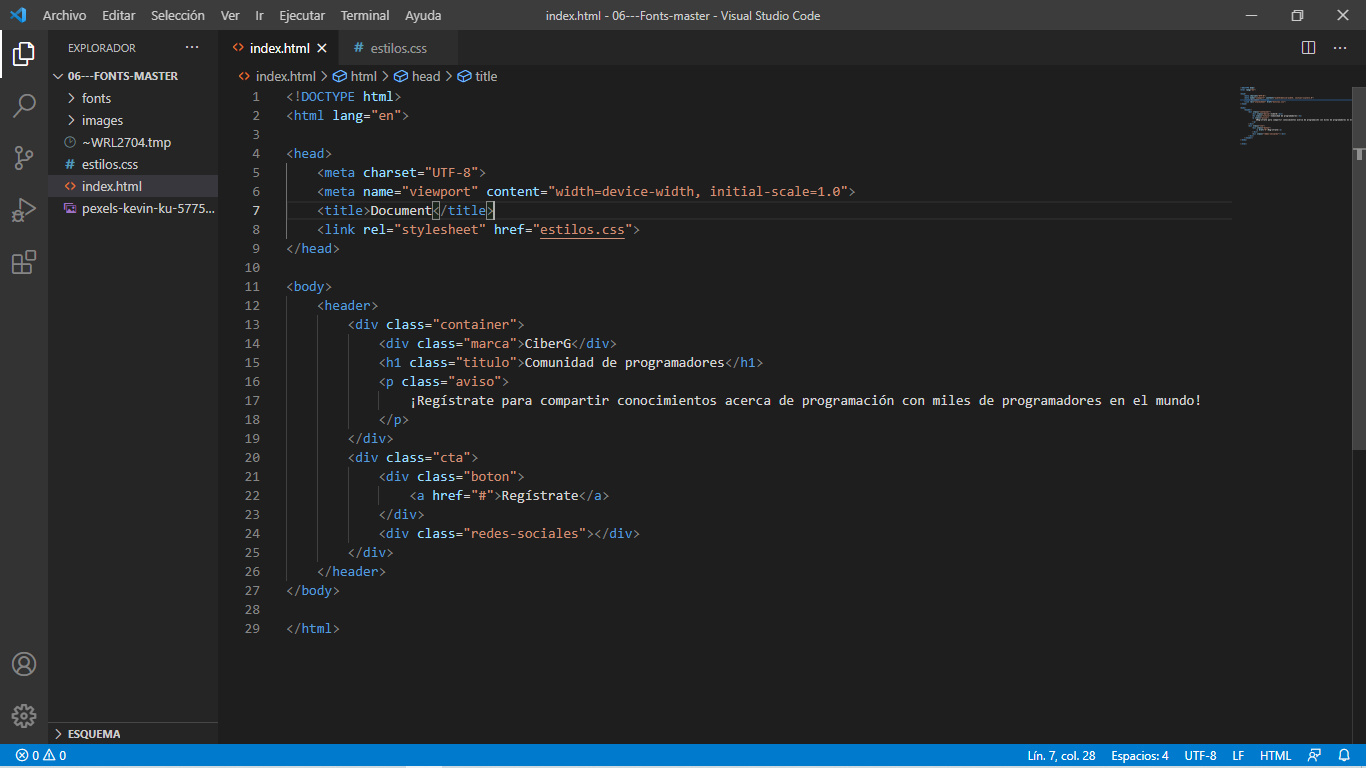 Archivo Editar Selección Ver Ir Ejecutar Terminal Ayuda index.html - 06---Fonts-master - Visual Studio Code
EXPLORADOR ···
06---FONTS-MASTER
fonts
images
~WRL2704.tmp
# estilos.css
<> index.html
pexels-kevin-ku-5775...
ESQUEMA
<> index.html # estilos.css
<> index.html > html > head > title
1 <!DOCTYPE html>
2 <html lang="en">
3
4 <head>
5     <meta charset="UTF-8">
6     <meta name="viewport" content="width=device-width, initial-scale=1.0">
7     <title>Document</title>
8     <link rel="stylesheet" href="estilos.css">
9 </head>
10
11 <body>
12     <header>
13         <div class="container">
14             <div class="marca">CiberG</div>
15             <h1 class="titulo">Comunidad de programadores</h1>
16             <p class="aviso">
17                 ¡Regístrate para compartir conocimientos acerca de programación con miles de programadores en el mundo!
18             </p>
19         </div>
20         <div class="cta">
21             <div class="boton">
22                 <a href="#">Regístrate</a>
23             </div>
24             <div class="redes-sociales"></div>
25         </div>
26     </header>
27 </body>
28
29 </html>
0 0 Lín. 7, col. 28 Espacios: 4 UTF-8 LF HTML